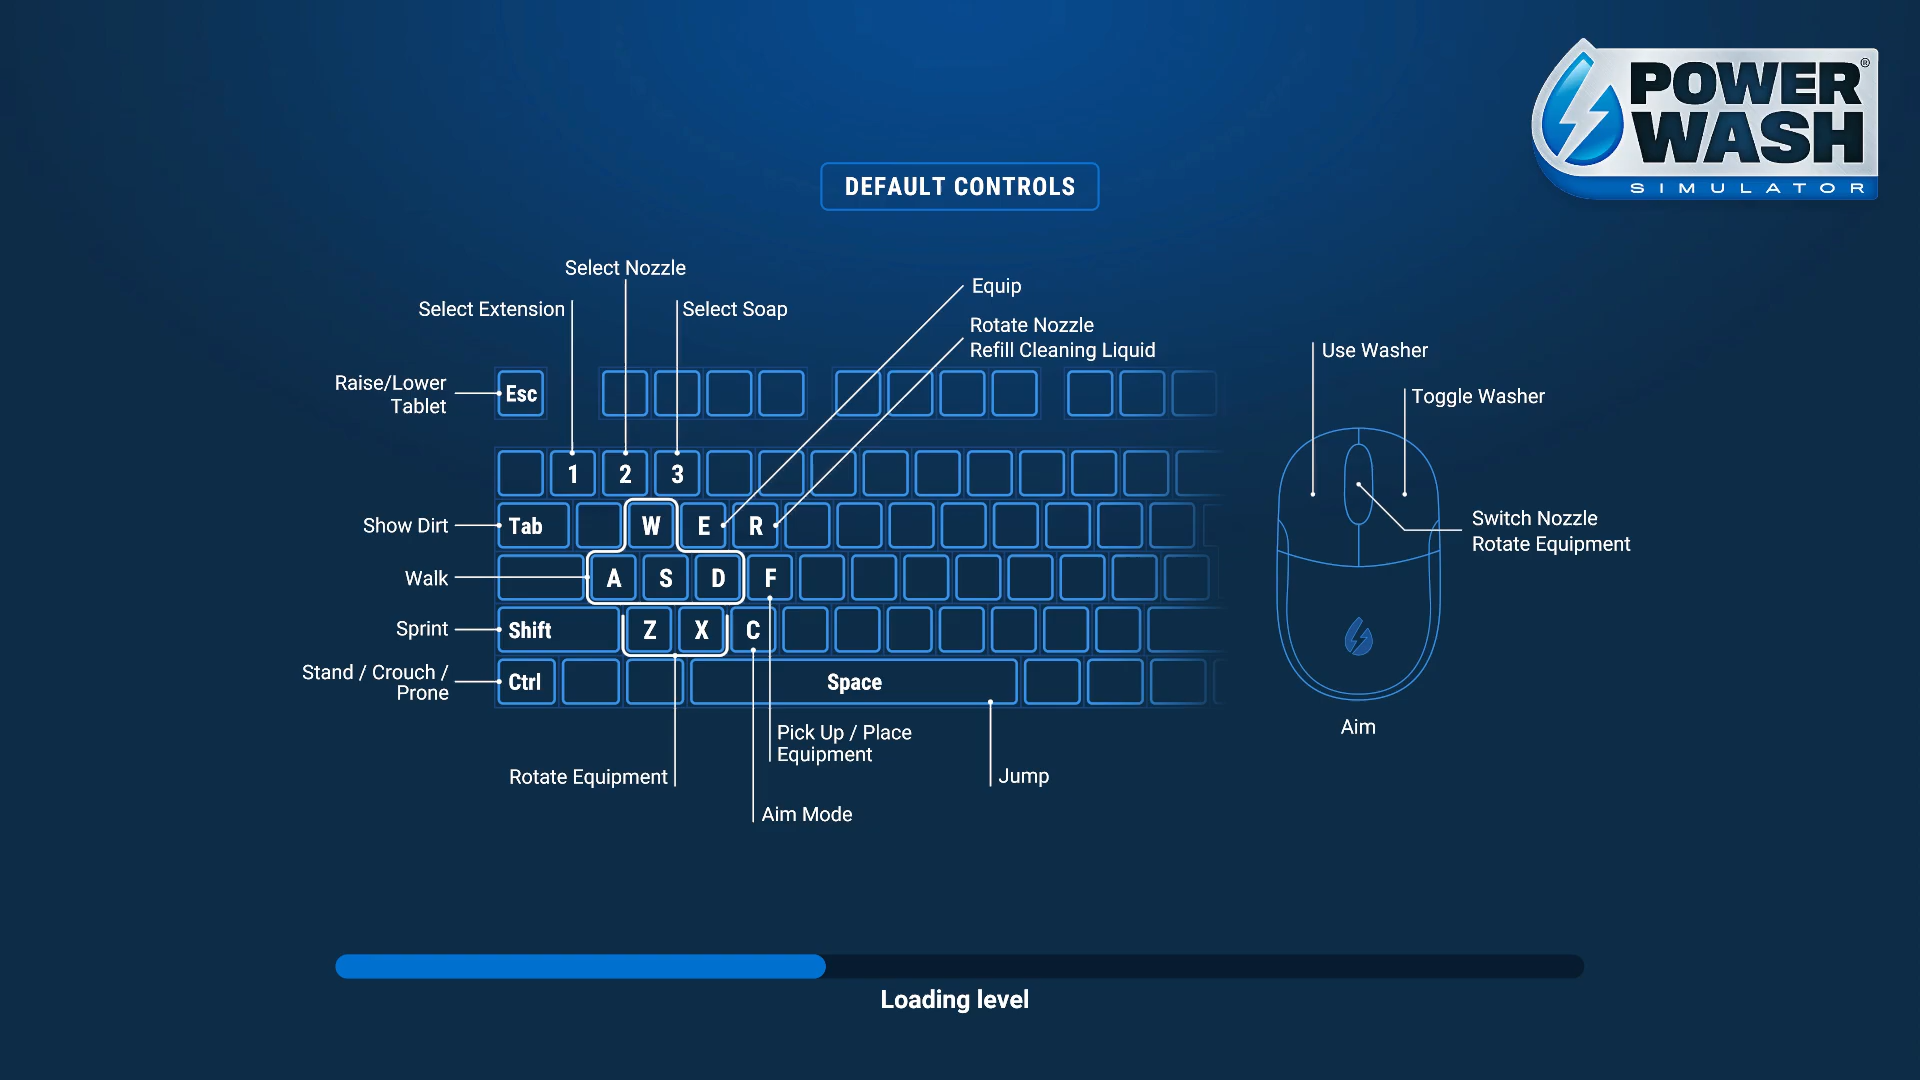 POWER®
WASH
SIMULATOR
DEFAULT CONTROLS
Select Nozzle
Select Extension
Select Soap
Equip
Rotate Nozzle
Refill Cleaning Liquid
Raise/Lower
Tablet
Esc
1
2
3
Show Dirt
Tab
W
E
R
Walk
A
S
D
F
Sprint
Shift
Z
X
C
Stand / Crouch /
Prone
Ctrl
Space
Pick Up / Place
Equipment
Rotate Equipment
Jump
Aim Mode
Use Washer
Toggle Washer
Switch Nozzle
Rotate Equipment
Aim
Loading level